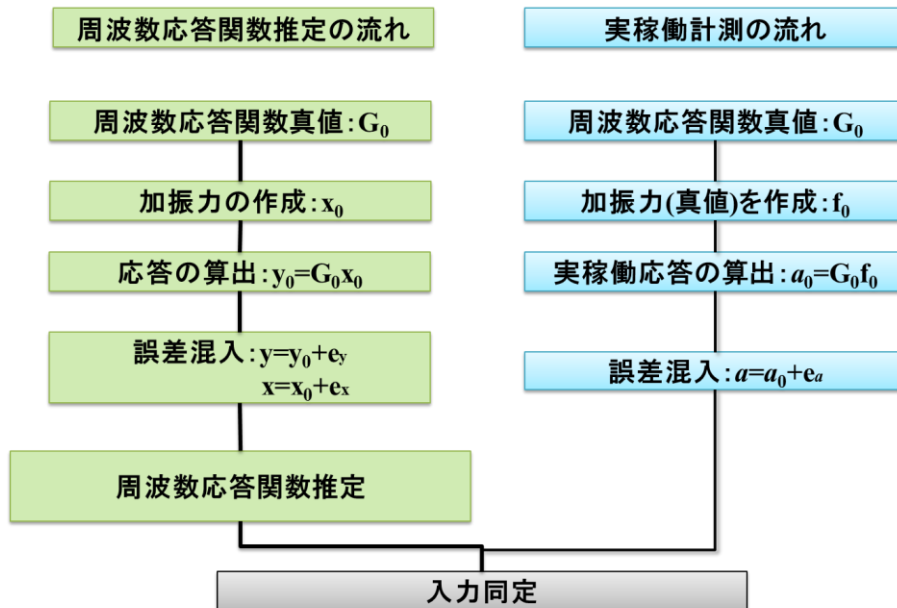 周波数応答関数推定の流れ
周波数応答関数真値：G₀
加振力の作成：x₀
応答の算出：y₀=G₀x₀
誤差混入：y=y₀+eᵧ
x=x₀+eₓ
周波数応答関数推定
実稼働計測の流れ
周波数応答関数真値：G₀
加振力(真値)を作成：f₀
実稼働応答の算出：a₀=G₀f₀
誤差混入：a=a₀+eₐ
入力同定